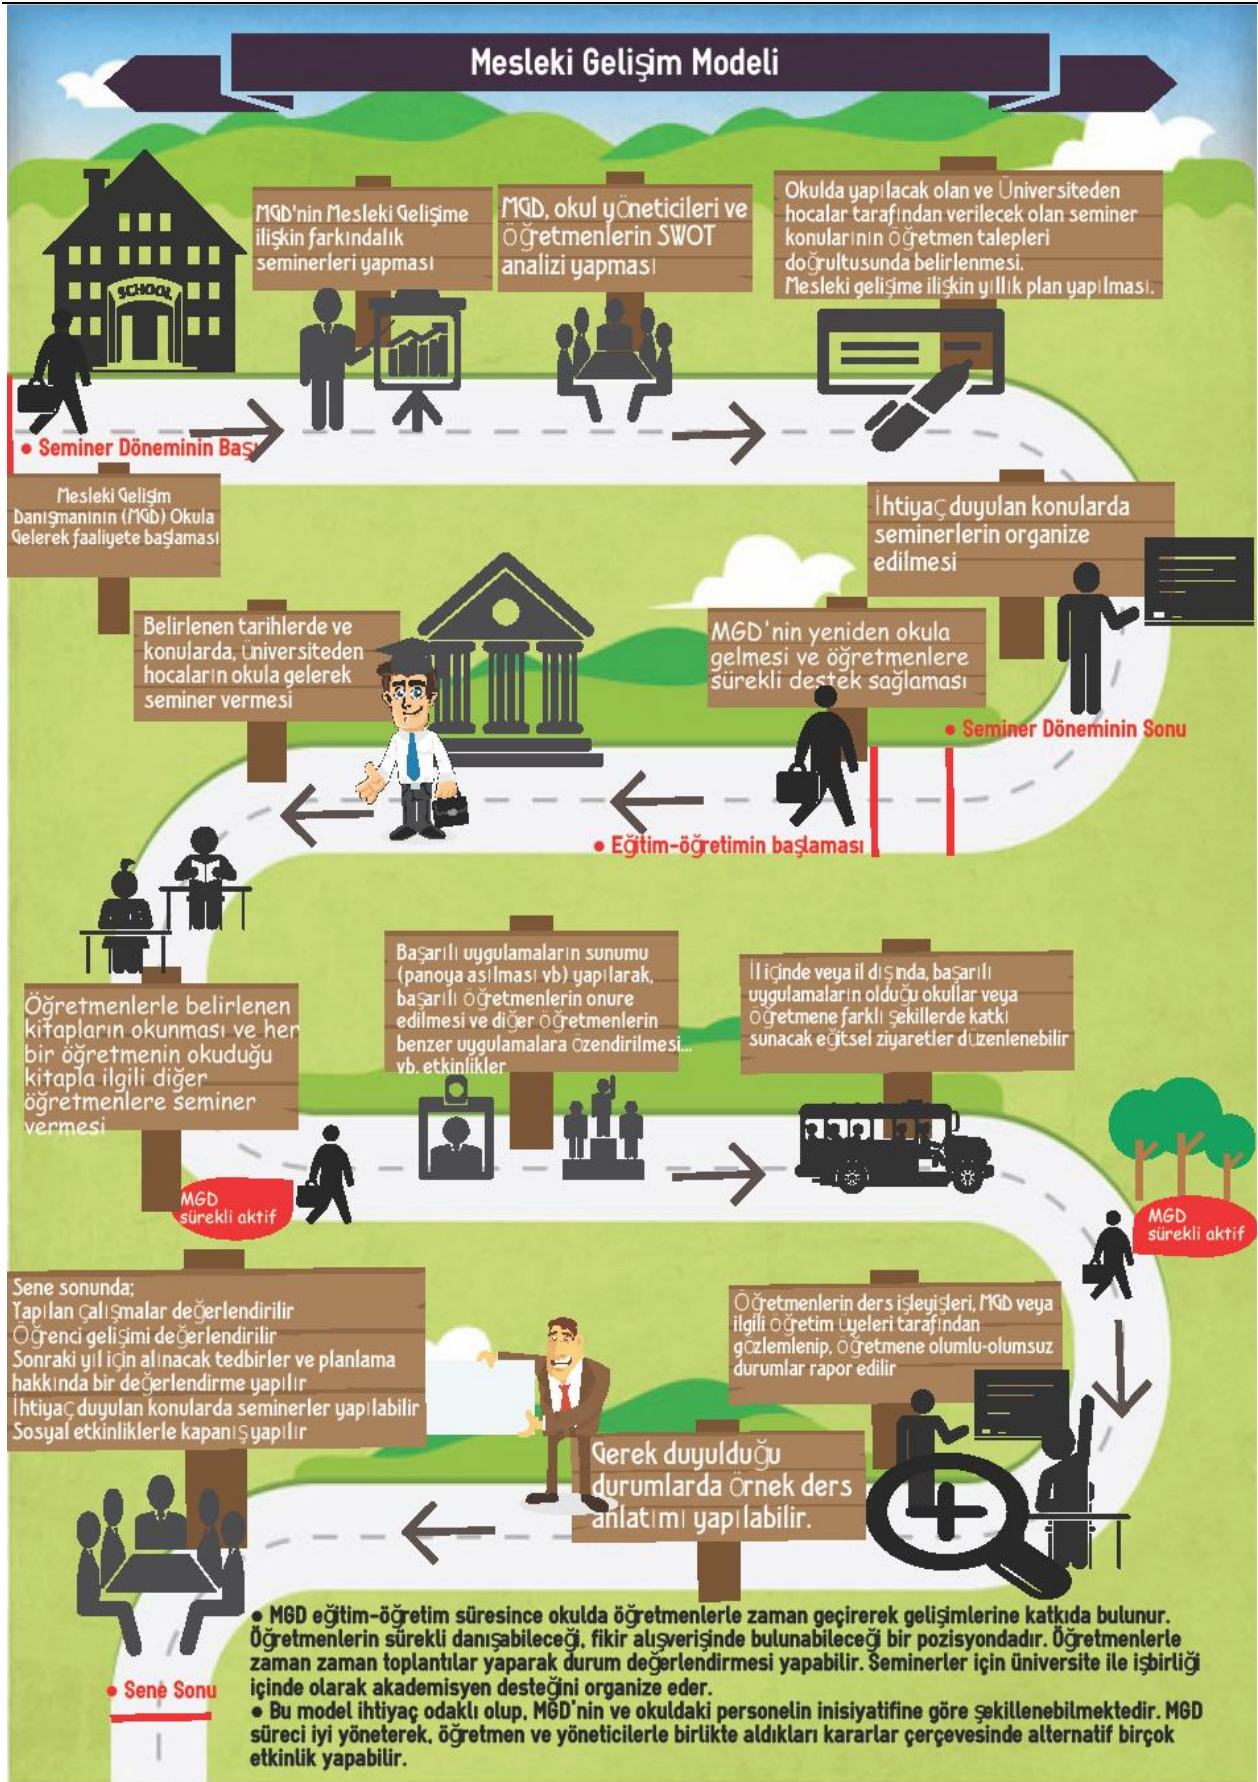 Mesleki Gelişim Modeli
SCHOOL
MGD'nin Mesleki Gelişime
ilişkin farkındalık
seminerleri yapması
MGD, okul yöneticileri ve
öğretmenlerin SWOT
analizi yapması
Okulda yapılacak olan ve Üniversiteden
hocalar tarafından verilecek olan seminer
konularının öğretmen talepleri
doğrultusunda belirlenmesi.
Mesleki gelişime ilişkin yıllık plan yapılması.
• Seminer Döneminin Başı
Mesleki Gelişim
Danışmanının (MGD) Okula
Gelerek faaliyete başlaması
İhtiyaç duyulan konularda
seminerlerin organize
edilmesi
MGD'nin yeniden okula
gelmesi ve öğretmenlere
sürekli destek sağlaması
• Seminer Döneminin Sonu
Belirlenen tarihlerde ve
konularda, üniversiteden
hocaların okula gelerek
seminer vermesi
• Eğitim-öğretimin başlaması
Öğretmenlerle belirlenen
kitapların okunması ve her
bir öğretmenin okuduğu
kitapla ilgili diğer
öğretmenlere seminer
vermesi
MGD
sürekli aktif
Başarılı uygulamaların sunumu
(panoya asılması vb) yapılarak,
başarılı öğretmenlerin onure
edilmesi ve diğer öğretmenlerin
benzer uygulamalara özendirilmesi...
vb. etkinlikler
İl içinde veya il dışında, başarılı
uygulamaların olduğu okullar veya
öğretmene farklı şekillerde katkı
sunacak eğitsel ziyaretler düzenlenebilir
MGD
sürekli aktif
Öğretmenlerin ders işleyişleri, MGD veya
ilgili öğretim üyeleri tarafından
gözlemlenip, öğretmene olumlu-olumsuz
durumlar rapor edilir
Gerek duyulduğu
durumlarda örnek ders
anlatımı yapılabilir.
Sene sonunda;
Yapılan çalışmalar değerlendirilir
Öğrenci gelişimi değerlendirilir
Sonraki yıl için alınacak tedbirler ve planlama
hakkında bir değerlendirme yapılır
İhtiyaç duyulan konularda seminerler yapılabilir
Sosyal etkinliklerle kapanış yapılır
• Sene Sonu
• MGD eğitim-öğretim süresince okulda öğretmenlerle zaman geçirerek gelişimlerine katkıda bulunur.
Öğretmenlerin sürekli danışabileceği, fikir alışverişinde bulunabileceği bir pozisyondadır. Öğretmenlerle
zaman zaman toplantılar yaparak durum değerlendirmesi yapabilir. Seminerler için üniversite ile işbirliği
içinde olarak akademisyen desteğini organize eder.
• Bu model ihtiyaç odaklı olup, MGD'nin ve okuldaki personelin inisiyatifine göre şekillenebilmektedir. MGD
süreci iyi yöneterek, öğretmen ve yöneticilerle birlikte aldıkları kararlar çerçevesinde alternatif birçok
etkinlik yapabilir.